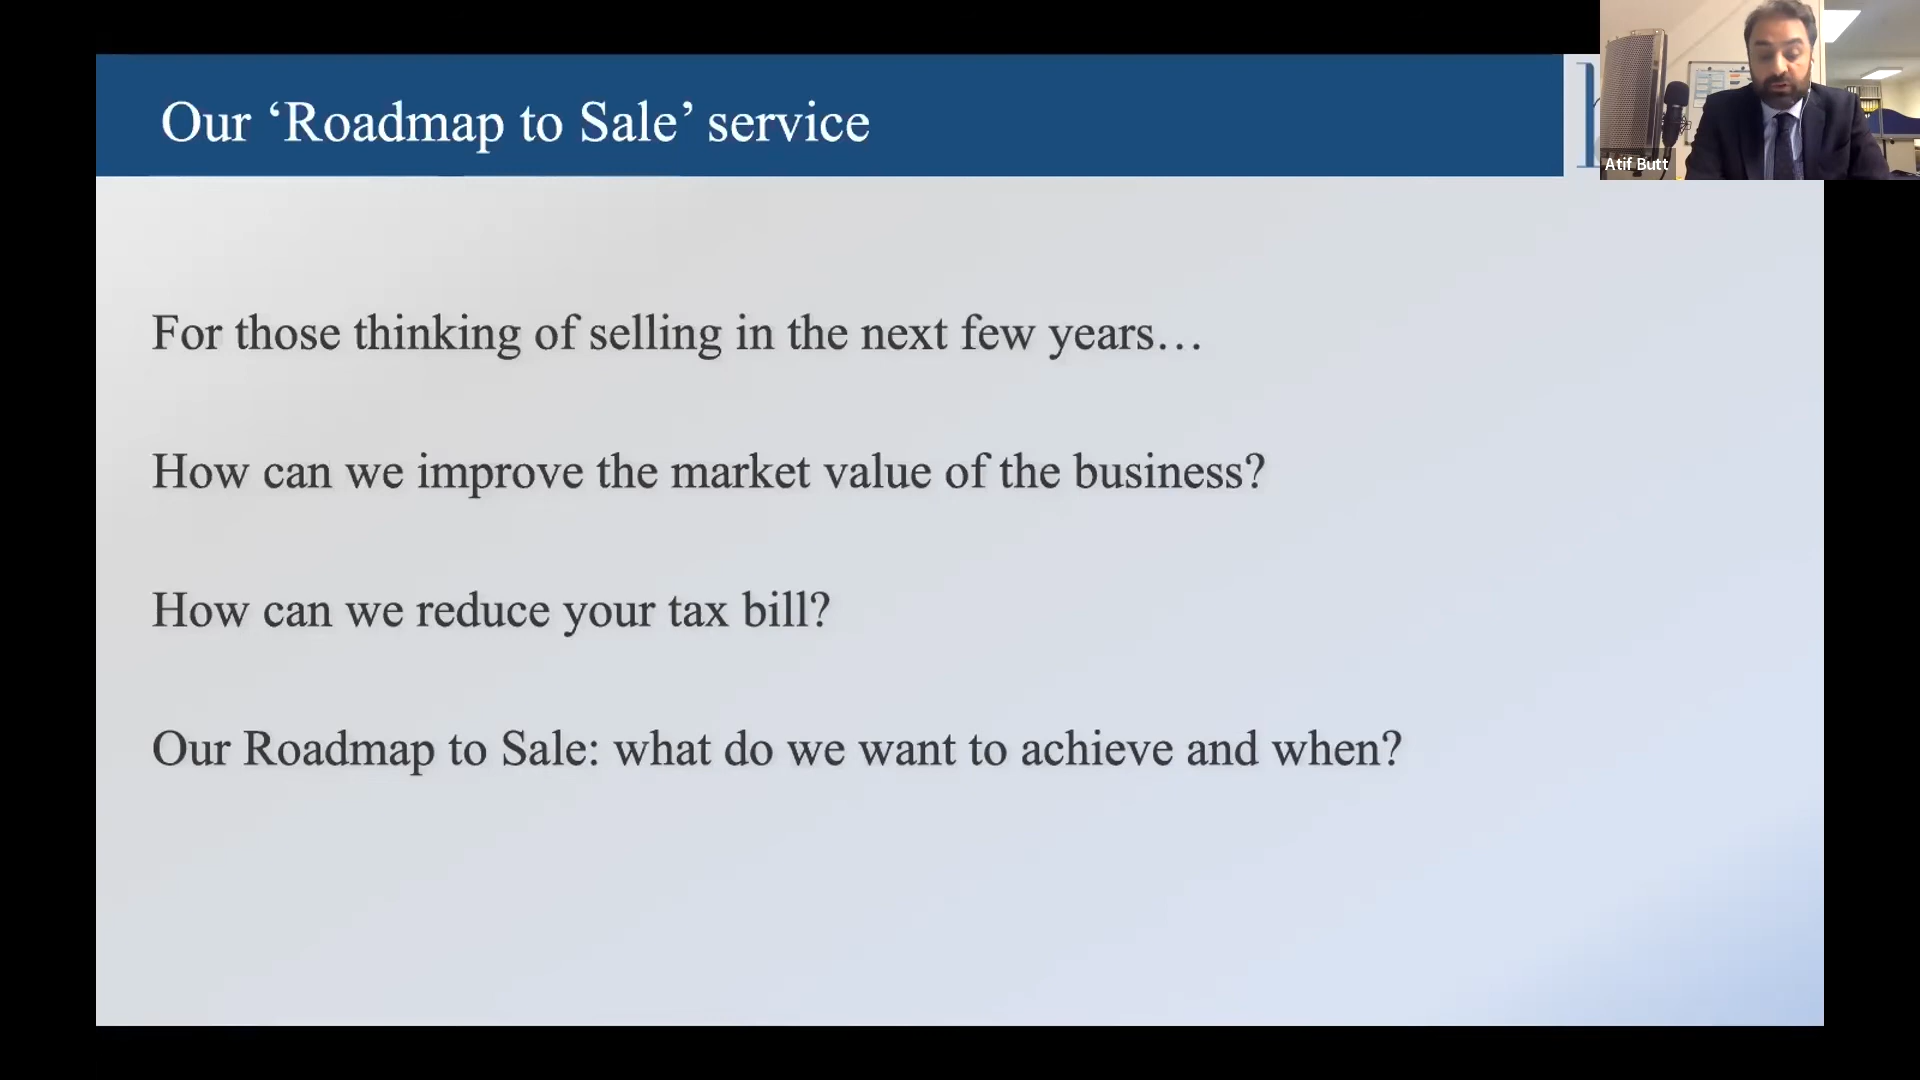 Our ‘Roadmap to Sale’ service
Atif Butt
For those thinking of selling in the next few years…
How can we improve the market value of the business?
How can we reduce your tax bill?
Our Roadmap to Sale: what do we want to achieve and when?